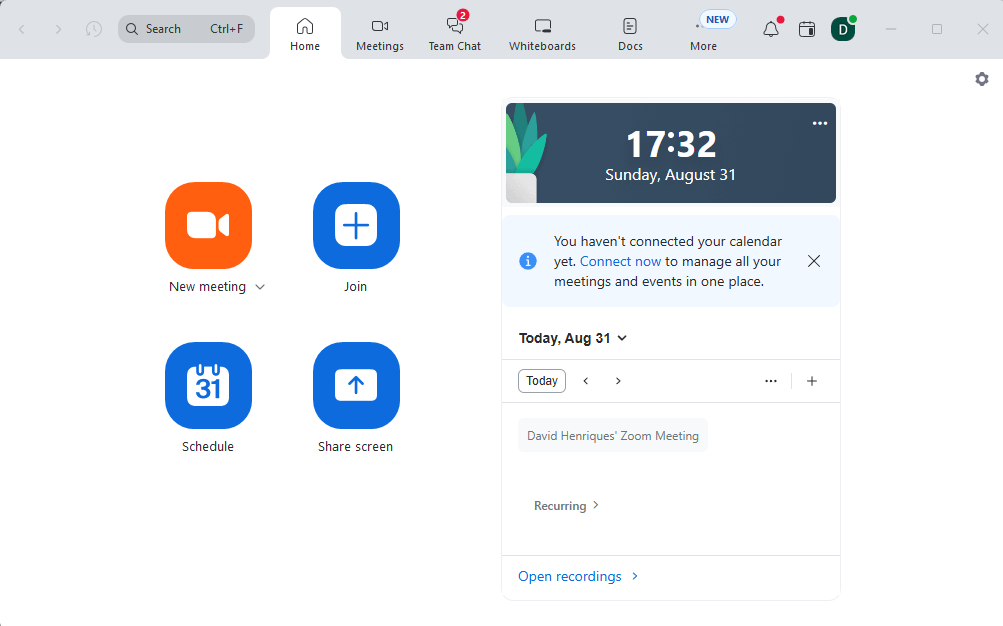 Search Ctrl+F
Home
Meetings
2
Team Chat
Whiteboards
Docs
NEW
More
D
17:32
Sunday, August 31
You haven't connected your calendar
yet. Connect now to manage all your
meetings and events in one place.
New meeting
Join
Today, Aug 31
Today
31
Schedule
Share screen
David Henriques' Zoom Meeting
Recurring
Open recordings